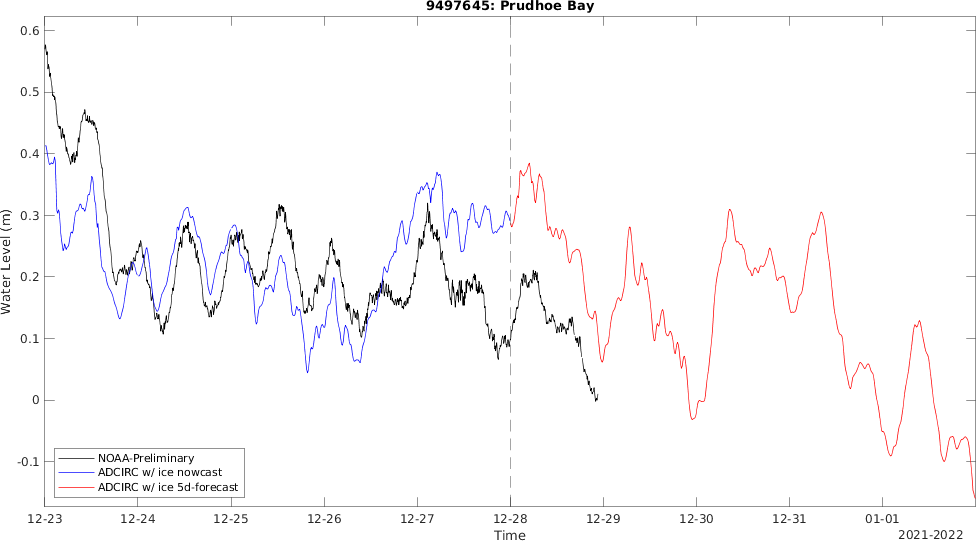 9497645: Prudhoe Bay
Water Level (m)
0.6
0.5
0.4
0.3
0.2
0.1
0
-0.1
NOAA-Preliminary
ADCIRC w/ ice nowcast
ADCIRC w/ ice 5d-forecast
12-23 12-24 12-25 12-26 12-27 12-28 12-29 12-30 12-31 01-01
Time
2021-2022